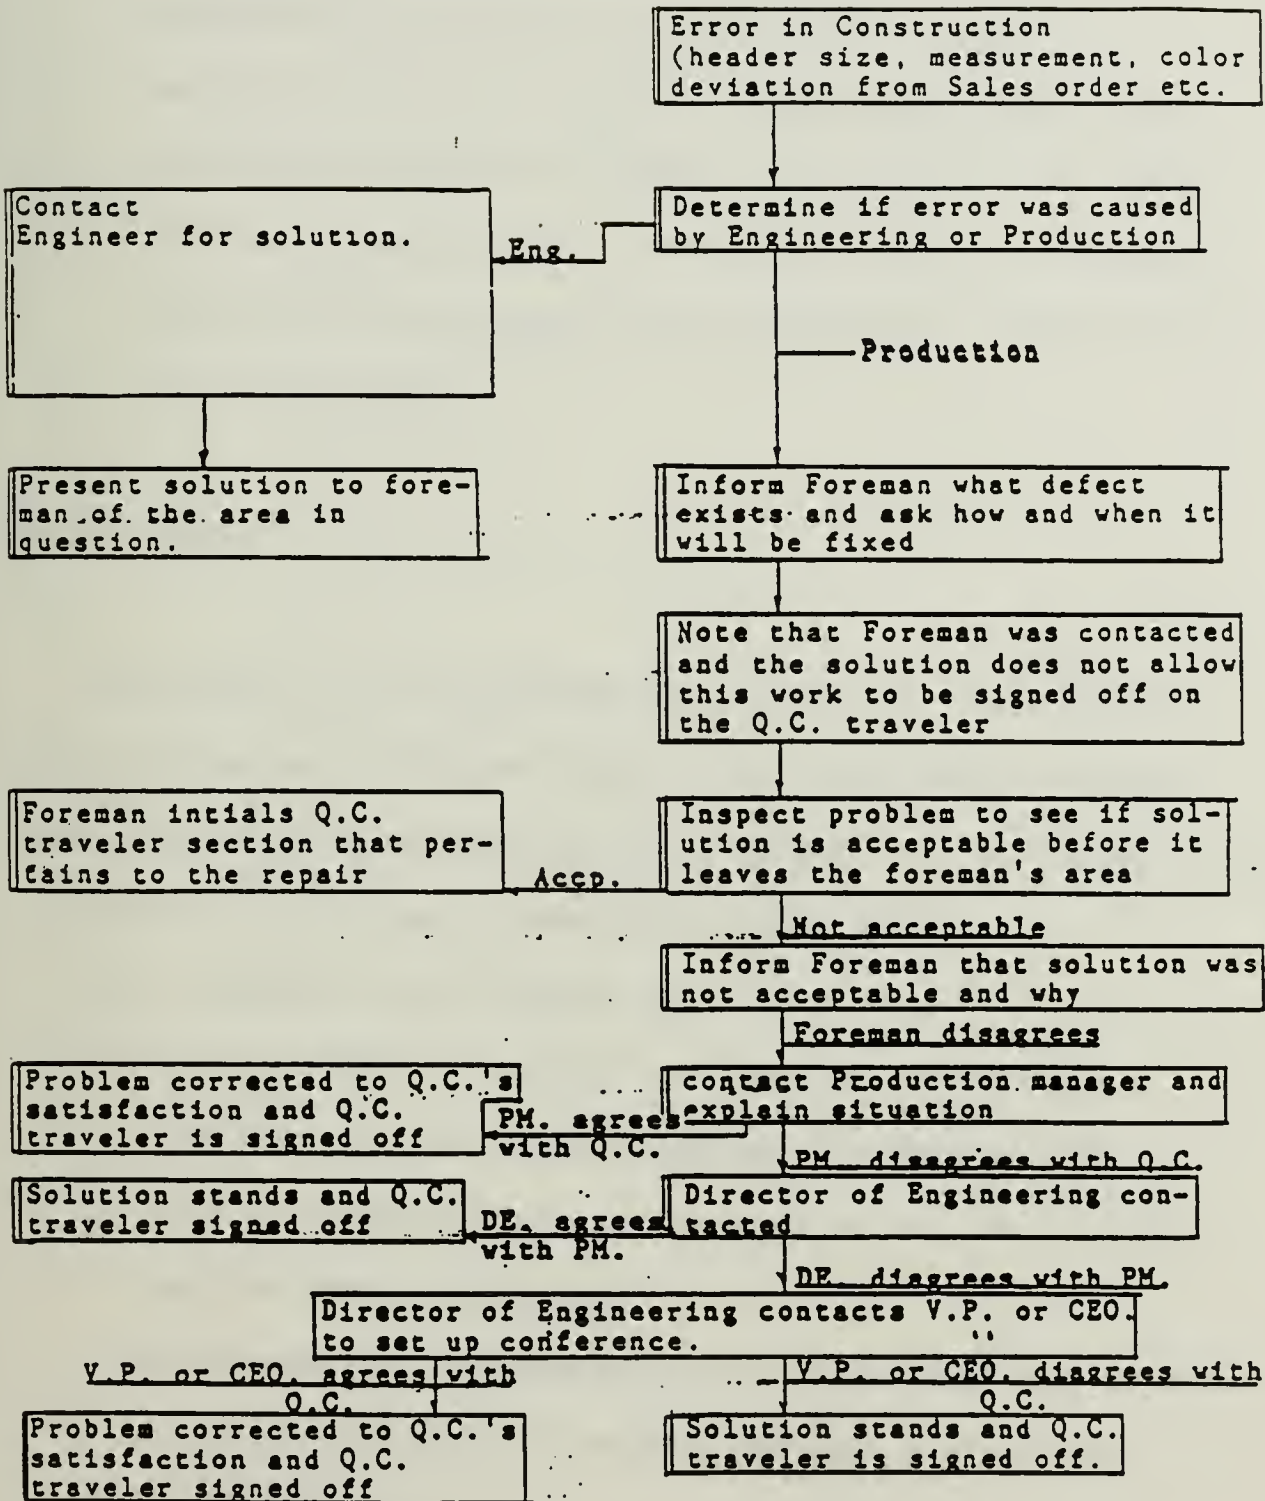 Error in Construction
(header size, measurement, color
deviation from Sales order etc.
Contact
Engineer for solution.
Eng.
Determine if error was caused
by Engineering or Production
Production
Present solution to fore-
man of the area in
question.
Inform Foreman what defect
exists and ask how and when it
will be fixed
Note that Foreman was contacted
and the solution does not allow
this work to be signed off on
the Q.C. traveler
Foreman intials Q.C.
traveler section that per-
tains to the repair
Accp.
Inspect problem to see if sol-
ution is acceptable before it
leaves the foreman's area
Not acceptable
Inform Foreman that solution was
not acceptable and why
Foreman disagrees
Problem corrected to Q.C.'s
satisfaction and Q.C.
traveler is signed off
PM. agrees
with Q.C.
contact Production manager and
explain situation
PM. disagrees with Q.C.
Solution stands and Q.C.
traveler signed off
DE. agrees
with PM.
Director of Engineering con-
tacted
DE. diagrees with PM.
Director of Engineering contacts V.P. or CEO.
to set up conference.
V.P. or CEO. agrees with
Q.C.
V.P. or CEO. diagrees with
Q.C.
Problem corrected to Q.C.'s
satisfaction and Q.C.
traveler signed off
Solution stands and Q.C.
traveler is signed off.